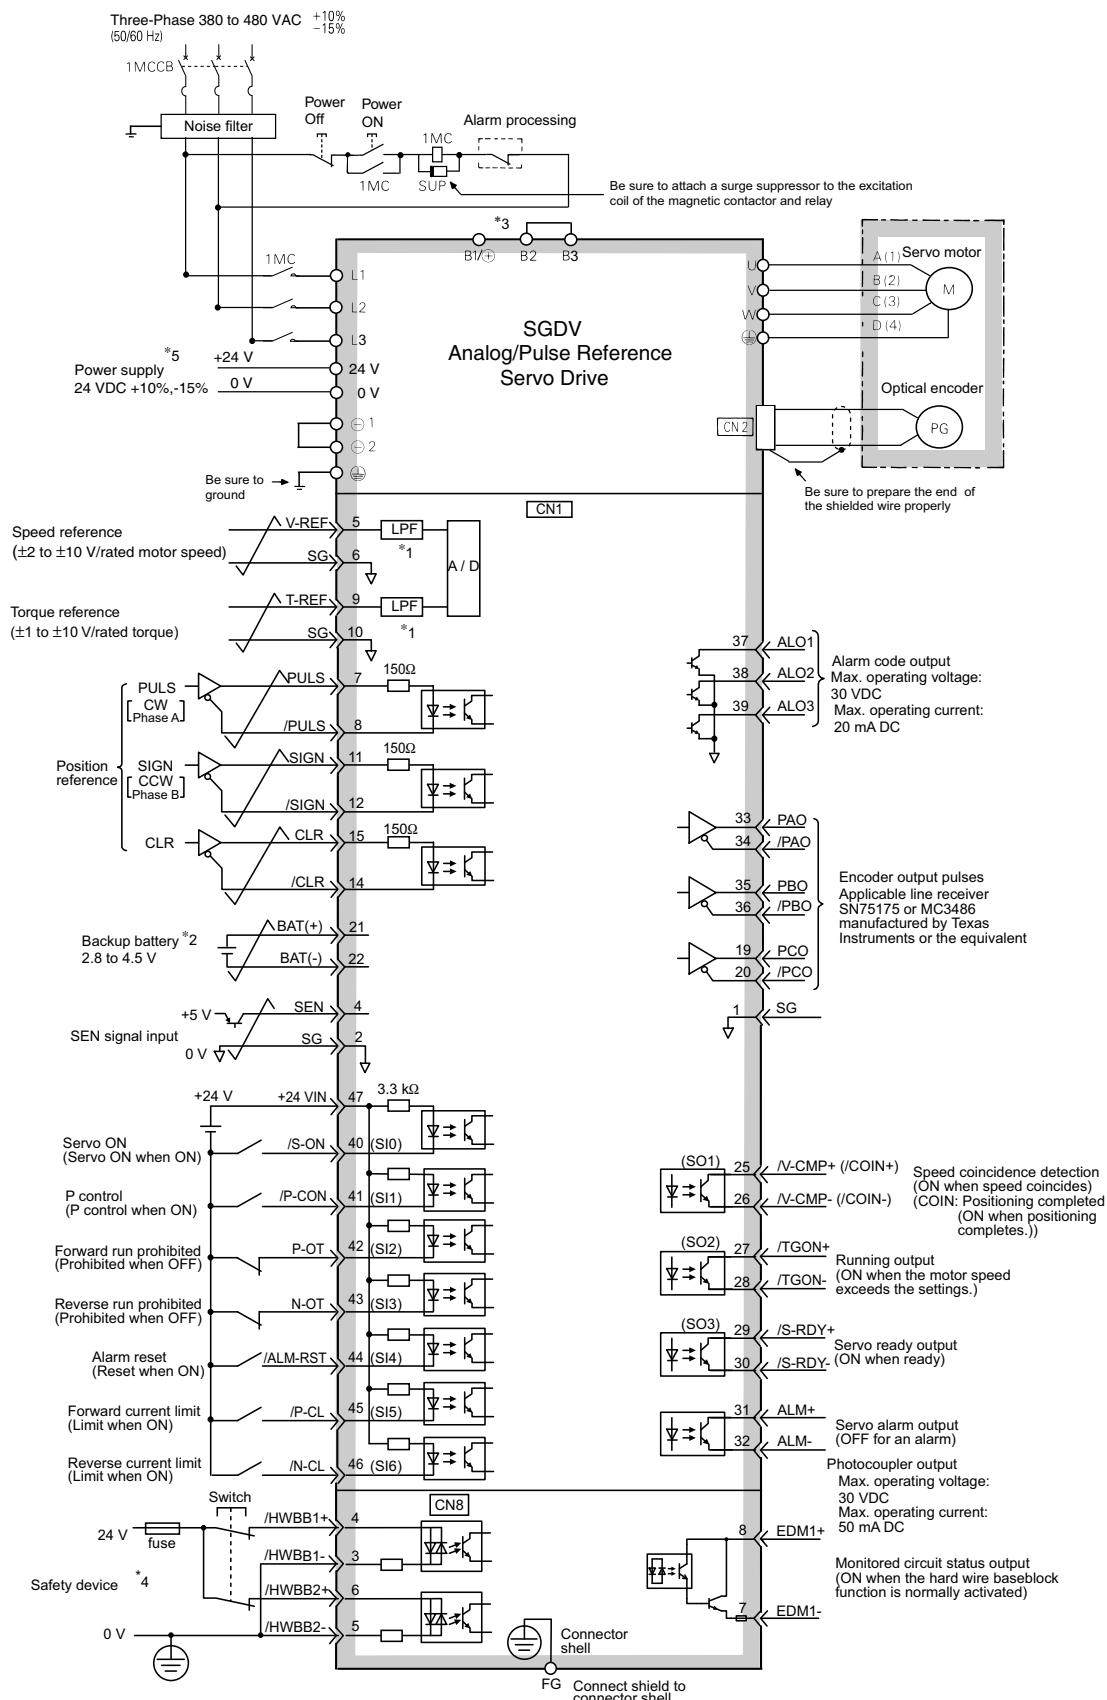 Three-Phase 380 to 480 VAC +10% −15%
(50/60 Hz)
1MCCB
Noise filter
Power Off
Power ON
Alarm processing
1MC
1MC
SUP
Be sure to attach a surge suppressor to the excitation
coil of the magnetic contactor and relay
*3
B1/⊕ B2 B3
1MC
L1
L2
L3
*5
Power supply
24 VDC +10%,-15%
+24 V
0 V
24 V
0 V
⊖ 1
⊖ 2
Be sure to
ground
SGDV
Analog/Pulse Reference
Servo Drive
U
V
W
A (1)
B (2)
C (3)
D (4)
Servo motor
M
Optical encoder
PG
CN 2
Be sure to prepare the end of
the shielded wire properly
CN1
Speed reference
(±2 to ±10 V/rated motor speed)
V-REF 5 LPF
*1
SG 6
A / D
Torque reference
(±1 to ±10 V/rated torque)
T-REF 9 LPF
*1
SG 10
Position
reference
PULS
CW
Phase A
PULS 7 150Ω
/PULS 8
SIGN
CCW
Phase B
SIGN 11 150Ω
/SIGN 12
CLR
CLR 15 150Ω
/CLR 14
Backup battery *2
2.8 to 4.5 V
BAT(+) 21
BAT(-) 22
SEN signal input
+5 V
0 V
SEN 4
SG 2
+24 V
+24 VIN 47 3.3 kΩ
Servo ON
(Servo ON when ON)
/S-ON 40 (SI0)
P control
(P control when ON)
/P-CON 41 (SI1)
Forward run prohibited
(Prohibited when OFF)
P-OT 42 (SI2)
Reverse run prohibited
(Prohibited when OFF)
N-OT 43 (SI3)
Alarm reset
(Reset when ON)
/ALM-RST 44 (SI4)
Forward current limit
(Limit when ON)
/P-CL 45 (SI5)
Reverse current limit
(Limit when ON)
/N-CL 46 (SI6)
37 ALO1
38 ALO2
39 ALO3
Alarm code output
Max. operating voltage:
30 VDC
Max. operating current:
20 mA DC
33 PAO
34 /PAO
35 PBO
36 /PBO
19 PCO
20 /PCO
Encoder output pulses
Applicable line receiver
SN75175 or MC3486
manufactured by Texas
Instruments or the equivalent
1 SG
(SO1) 25 /V-CMP+ (/COIN+)
26 /V-CMP- (/COIN-)
Speed coincidence detection
(ON when speed coincides)
(COIN: Positioning completed
(ON when positioning
completes.))
(SO2) 27 /TGON+
28 /TGON-
Running output
(ON when the motor speed
exceeds the settings.)
(SO3) 29 /S-RDY+
30 /S-RDY-
Servo ready output
(ON when ready)
31 ALM+
32 ALM-
Servo alarm output
(OFF for an alarm)
Photocoupler output
Max. operating voltage:
30 VDC
Max. operating current:
50 mA DC
CN8
Switch
24 V
fuse
Safety device *4
0 V
/HWBB1+ 4
/HWBB1- 3
/HWBB2+ 6
/HWBB2- 5
8 EDM1+
7 EDM1-
Monitored circuit status output
(ON when the hard wire baseblock
function is normally activated)
Connector
shell
FG
Connect shield to
connector shell